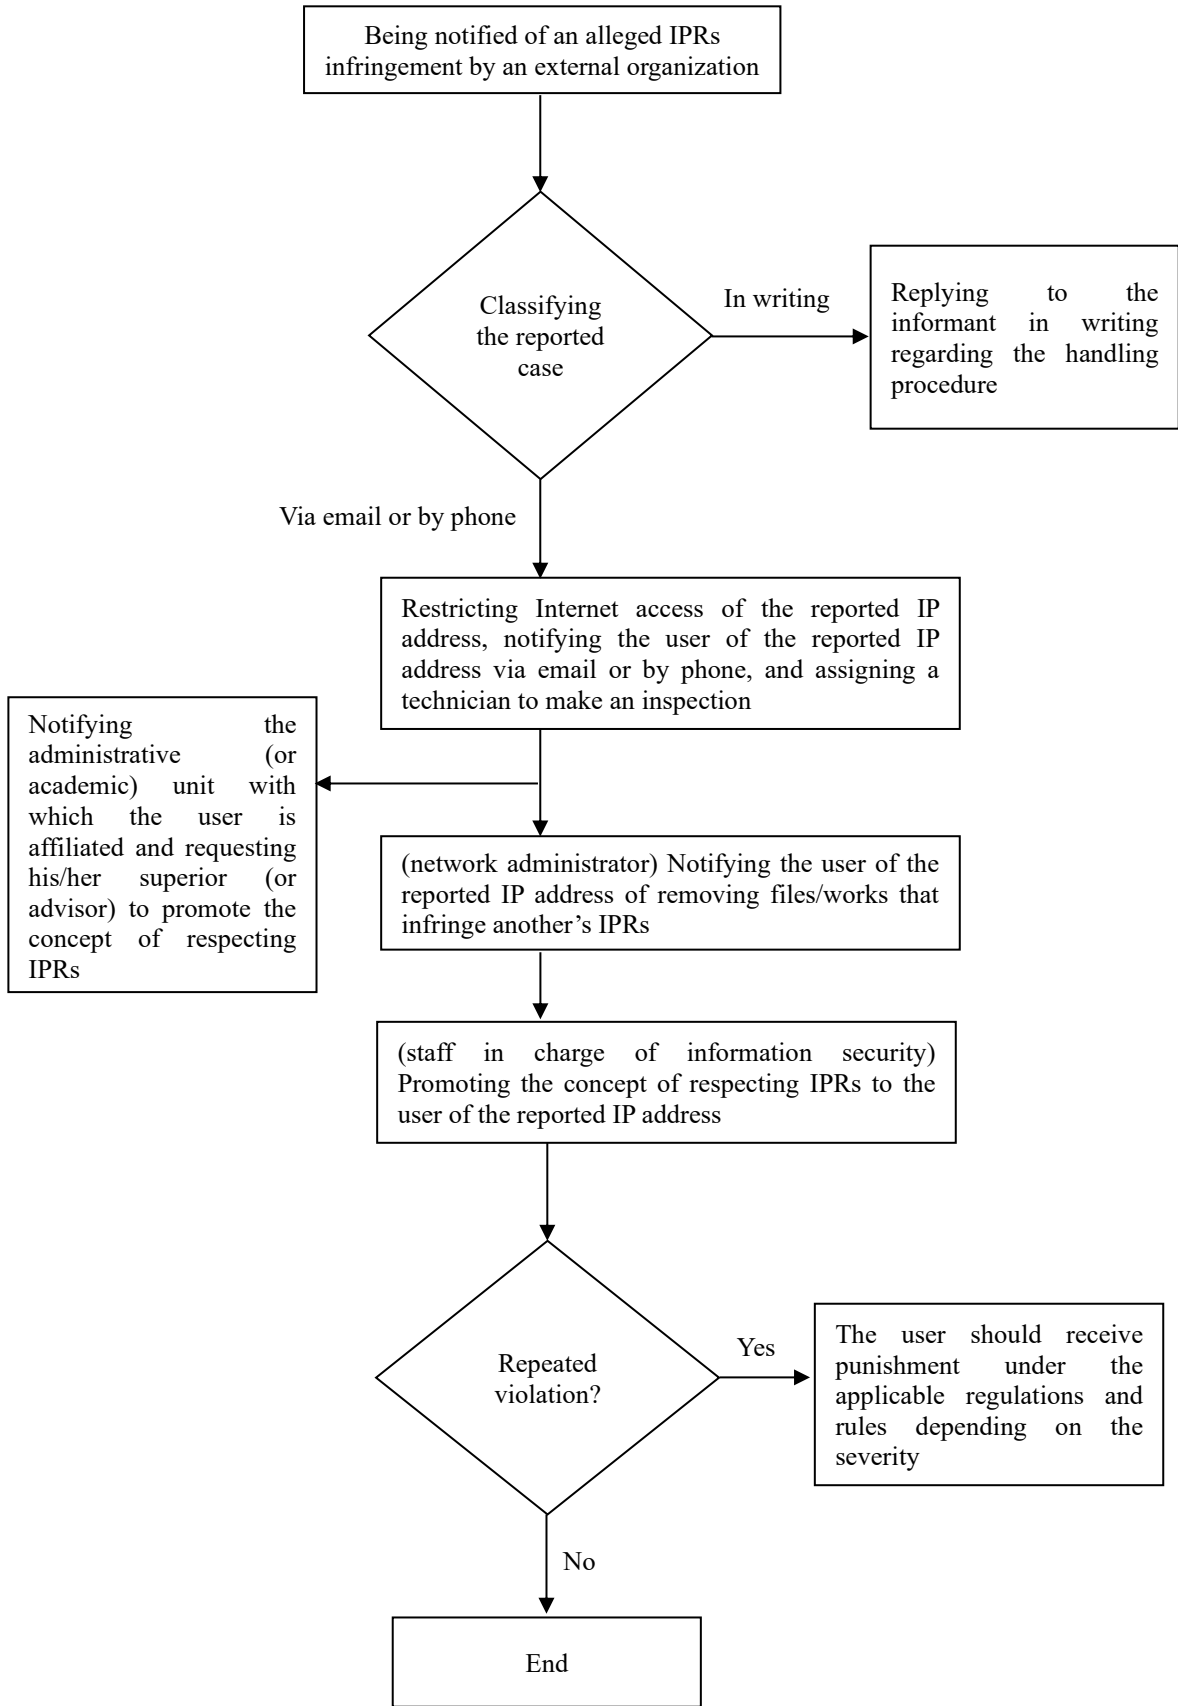 Being notified of an alleged IPRs
infringement by an external organization
Classifying
the reported
case
In writing
Replying to the
informant in writing
regarding the handling
procedure
Via email or by phone
Restricting Internet access of the reported IP
address, notifying the user of the reported IP
address via email or by phone, and assigning a
technician to make an inspection
Notifying the
administrative (or
academic) unit with
which the user is
affiliated and requesting
his/her superior (or
advisor) to promote the
concept of respecting
IPRs
(network administrator) Notifying the user of the
reported IP address of removing files/works that
infringe another’s IPRs
(staff in charge of information security)
Promoting the concept of respecting IPRs to the
user of the reported IP address
Repeated
violation?
Yes
The user should receive
punishment under the
applicable regulations and
rules depending on the
severity
No
End